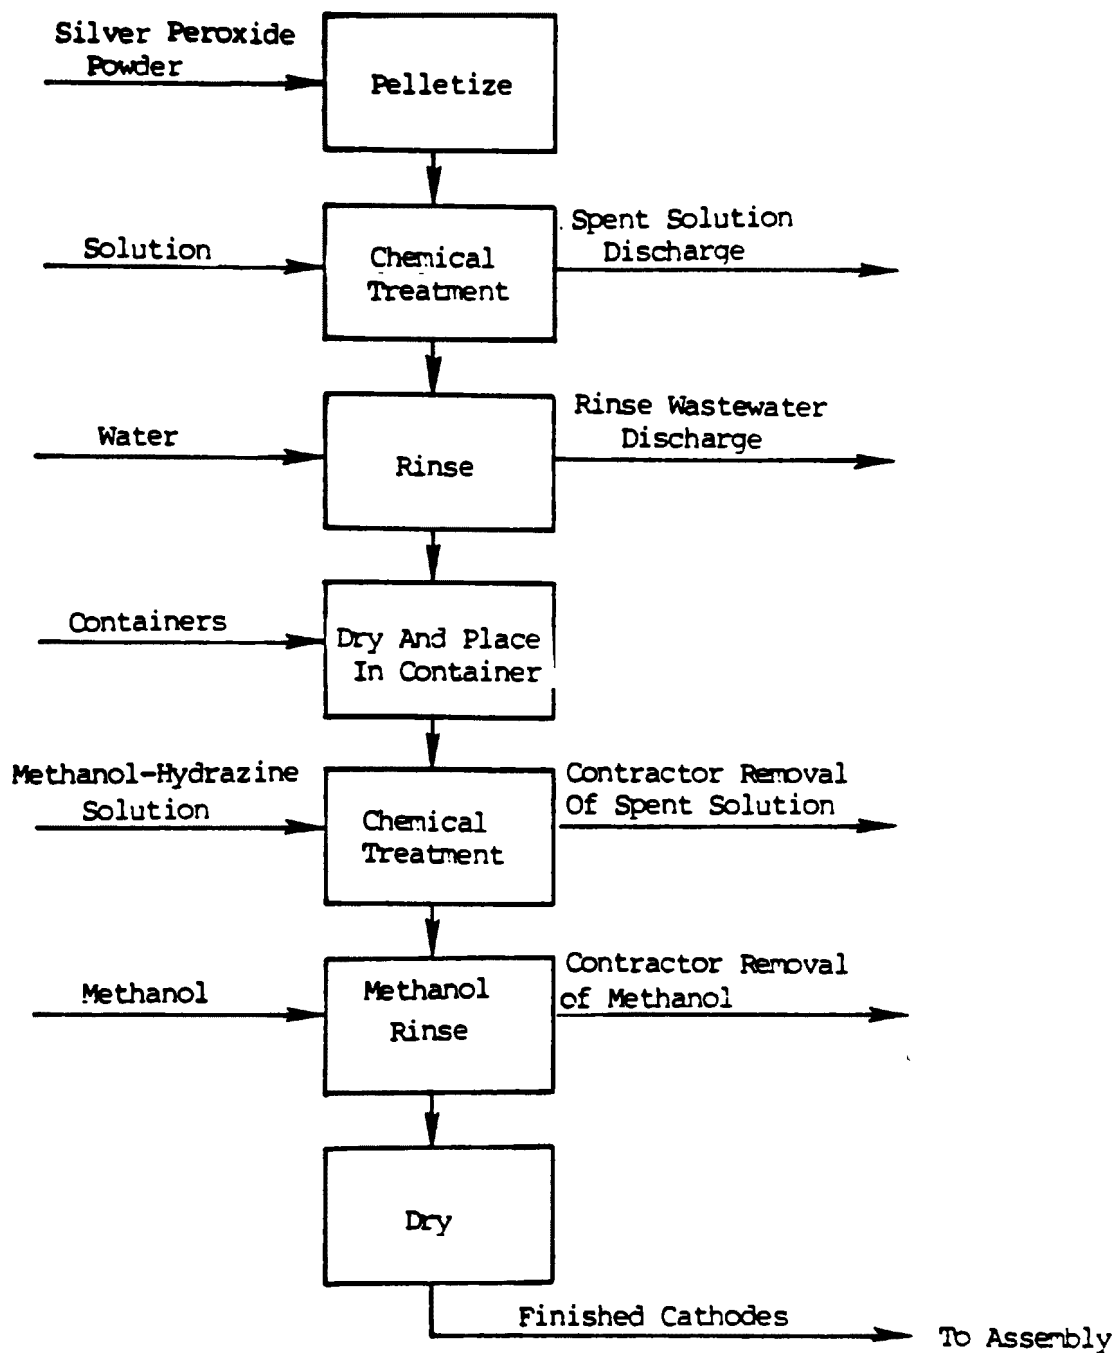 Silver Peroxide
Powder
Pelletize
Solution
Chemical
Treatment
Spent Solution
Discharge
Water
Rinse
Rinse Wastewater
Discharge
Containers
Dry And Place
In Container
Methanol-Hydrazine
Solution
Chemical
Treatment
Contractor Removal
Of Spent Solution
Methanol
Methanol
Rinse
Contractor Removal
of Methanol
Dry
Finished Cathodes
To Assembly